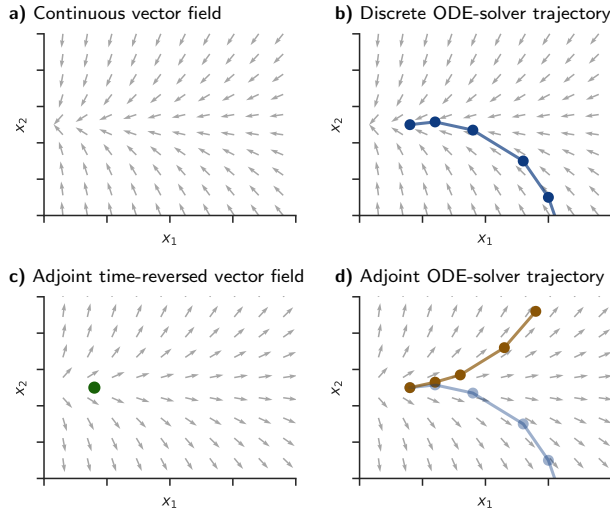 a) Continuous vector field
b) Discrete ODE-solver trajectory
x2
x1
x2
x1
c) Adjoint time-reversed vector field
d) Adjoint ODE-solver trajectory
x2
x1
x2
x1